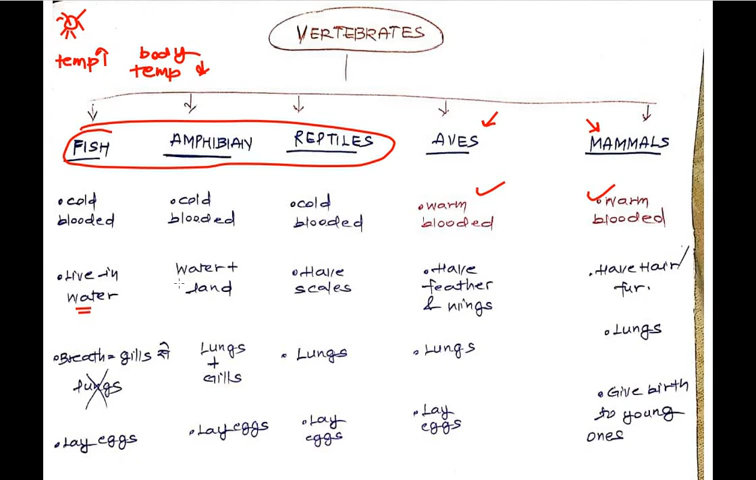 VERTEBRATES
temp↑
body
temp ↓
FISH
AMPHIBIAN
REPTILES
AVES
MAMMALS
• cold
blooded
• cold
blooded
• cold
blooded
• warm
blooded
• warm
blooded
• Live in
water
water +
land
• Have
scales
• Have
feather
& wings
• Have Hair/
fur.
• Breath = gills से
lungs
Lungs
+
Gills
• Lungs
• Lungs
• Lungs
• Lay eggs
• Lay eggs
• Lay
eggs
• Lay
eggs
• Give birth
to young
ones